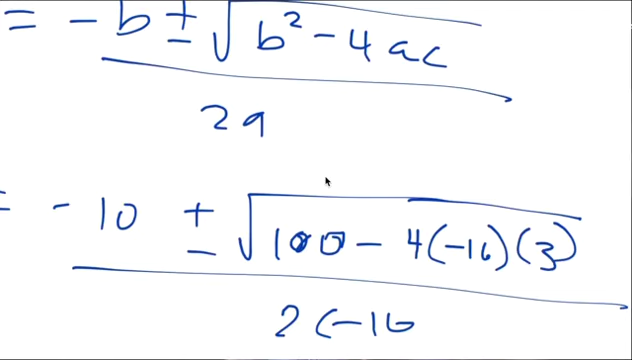 = -b ± √b² - 4ac
2a
= -10 ± √100 - 4(-16)(3)
2(-16